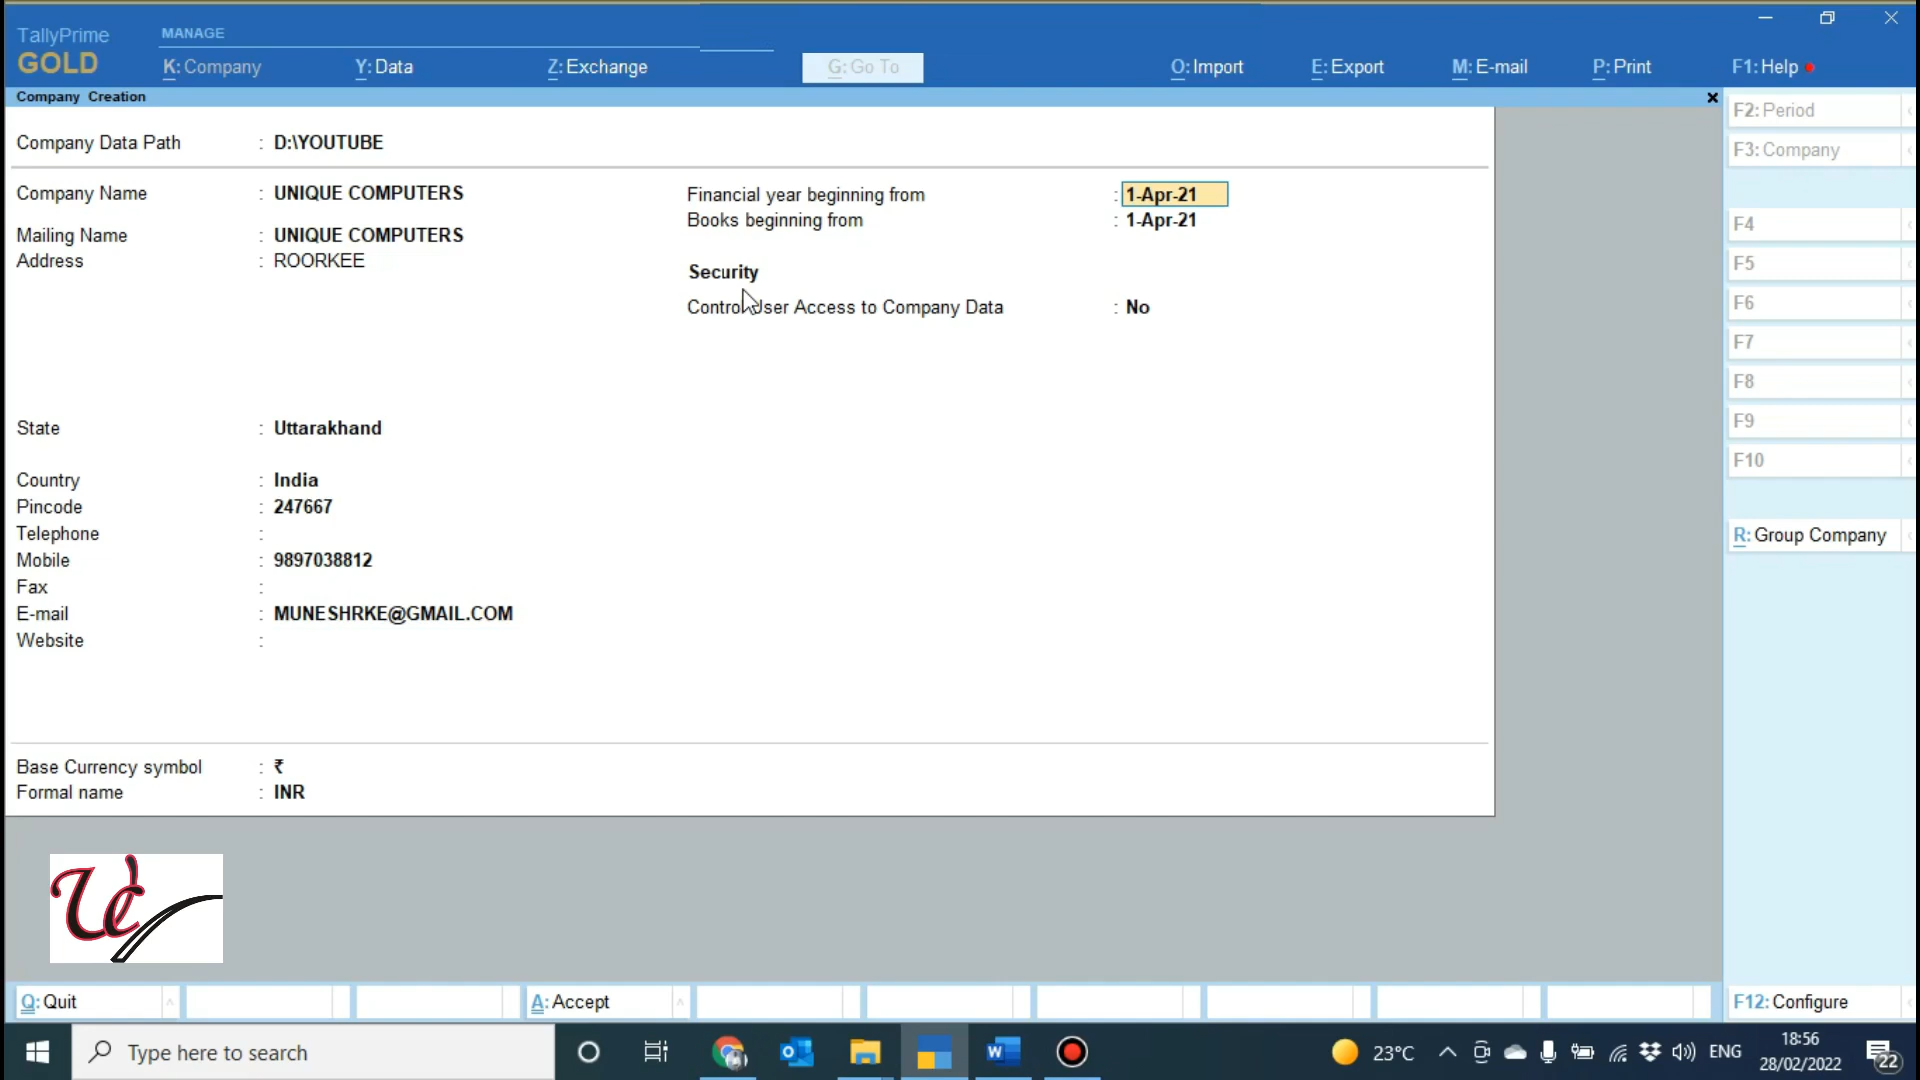 TallyPrime
GOLD
MANAGE
K: Company
Y: Data
Z: Exchange
G: Go To
O: Import
E: Export
M: E-mail
P: Print
F1: Help
Company Creation
Company Data Path : D:\YOUTUBE
Company Name : UNIQUE COMPUTERS
Mailing Name : UNIQUE COMPUTERS
Address : ROORKEE
State : Uttarakhand
Country : India
Pincode : 247667
Telephone :
Mobile : 9897038812
Fax :
E-mail : MUNESHRKE@GMAIL.COM
Website :
Financial year beginning from : 1-Apr-21
Books beginning from : 1-Apr-21
Security
Control User Access to Company Data : No
Base Currency symbol : ₹
Formal name : INR
F2: Period
F3: Company
F4
F5
F6
F7
F8
F9
F10
R: Group Company
F12: Configure
Uc
Q: Quit
A: Accept
Type here to search
23°C
ENG
18:56
28/02/2022
22